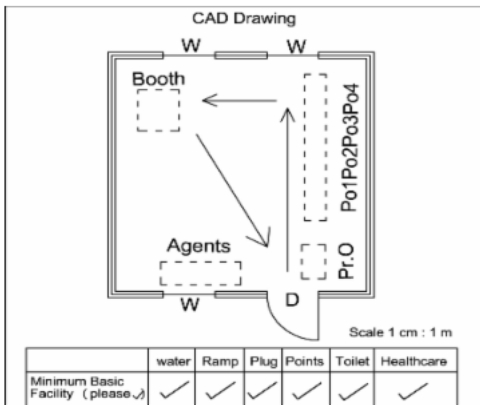 CAD Drawing
W W
Booth
Po1Po2Po3Po4
Agents
Pr.O
W
D
Scale 1 cm : 1 m
water Ramp Plug Points Toilet Healthcare
Minimum Basic
Facility (please ✓) ✓ ✓ ✓ ✓ ✓ ✓